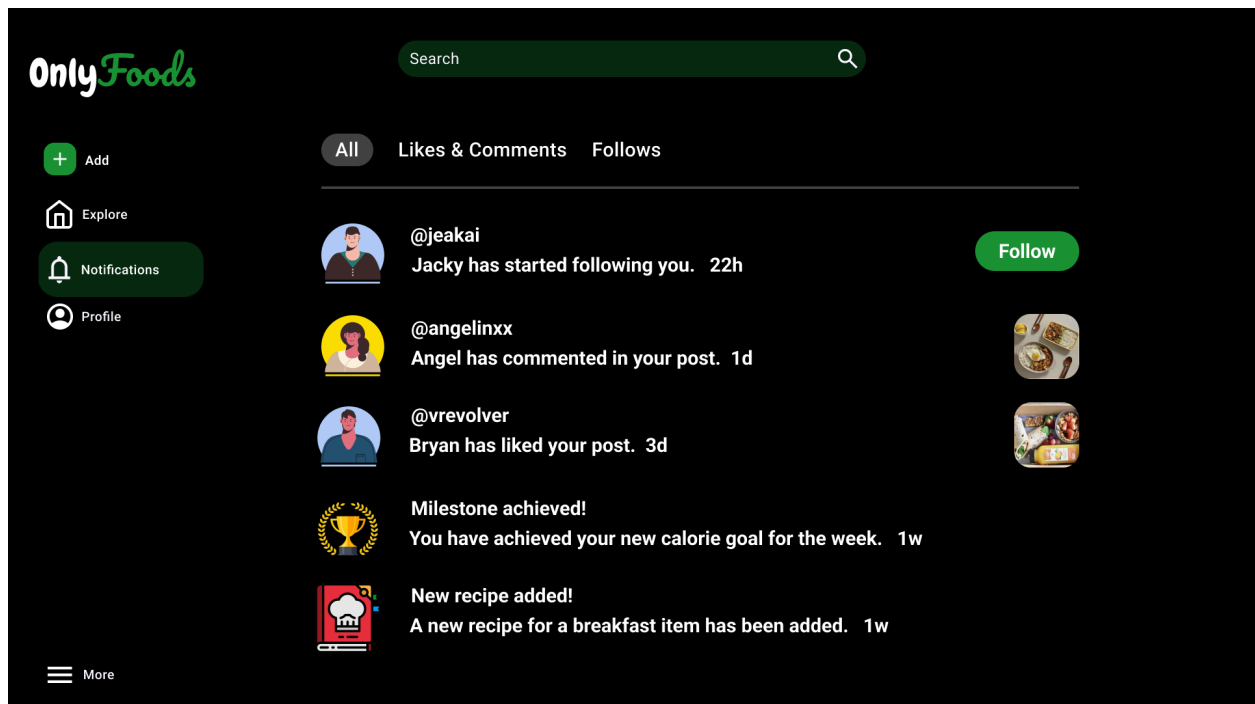 OnlyFoods
Search
Add
Explore
Notifications
Profile
More
All Likes & Comments Follows
@jeakai
Jacky has started following you. 22h
Follow
@angelinxx
Angel has commented in your post. 1d
@vrevolver
Bryan has liked your post. 3d
Milestone achieved!
You have achieved your new calorie goal for the week. 1w
New recipe added!
A new recipe for a breakfast item has been added. 1w